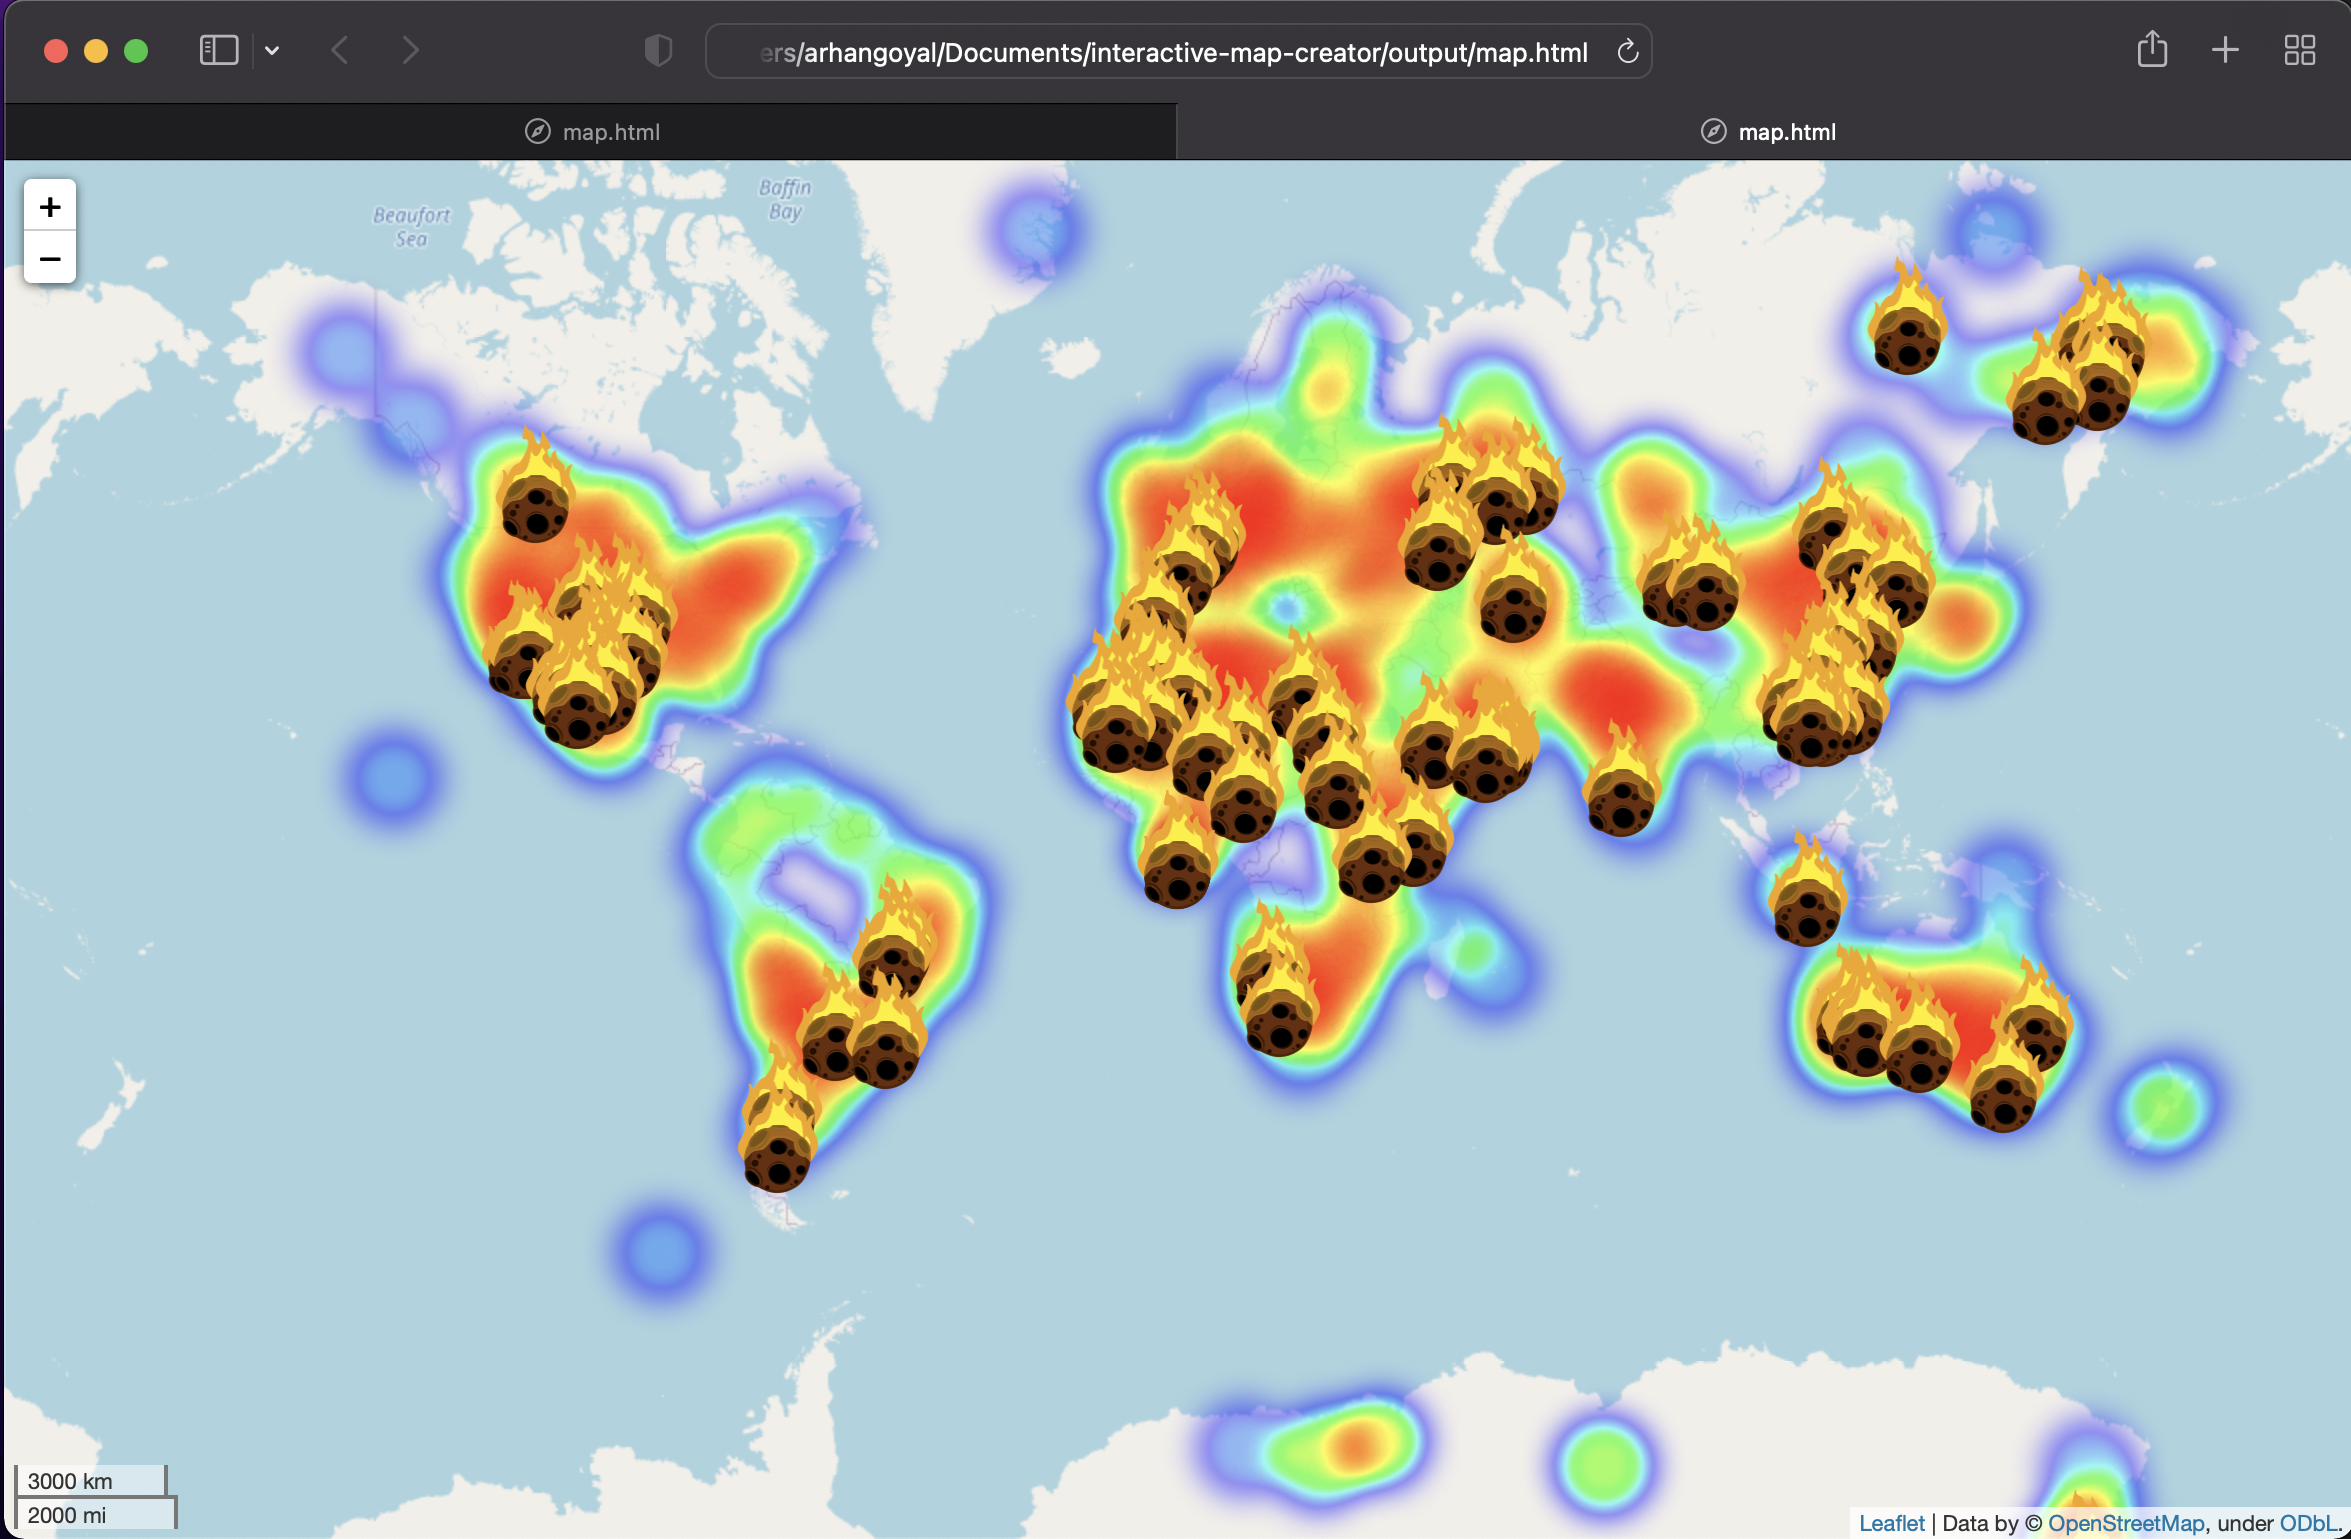 ers/arhangoyal/Documents/interactive-map-creator/output/map.html
map.html
map.html
+
−
Beaufort
Sea
Baffin
Bay
3000 km
2000 mi
Leaflet | Data by © OpenStreetMap, under ODbL.